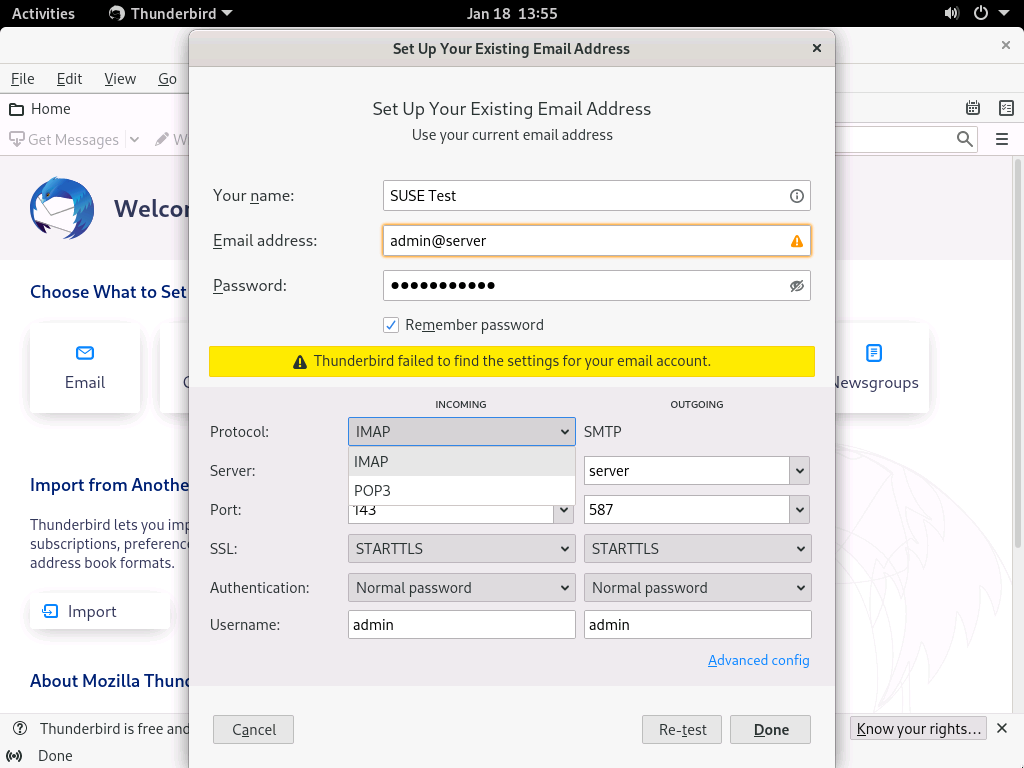 Activities Thunderbird Jan 18 13:55
Set Up Your Existing Email Address
File Edit View Go
Home
Get Messages
Set Up Your Existing Email Address
Use your current email address
Your name: SUSE Test
Email address: admin@server
Password: ●●●●●●●●●●●
Remember password
Thunderbird failed to find the settings for your email account.
INCOMING OUTGOING
Protocol: IMAP SMTP
IMAP
Server: server
POP3
Port: 143 587
SSL: STARTTLS STARTTLS
Authentication: Normal password Normal password
Username: admin admin
Advanced config
Cancel Re-test Done
Choose What to Set
Email
Newsgroups
Import from
Thunderbird lets you
subscriptions,
address book formats.
Import
About Mozilla
Thunderbird is free and
Know your rights...
Done